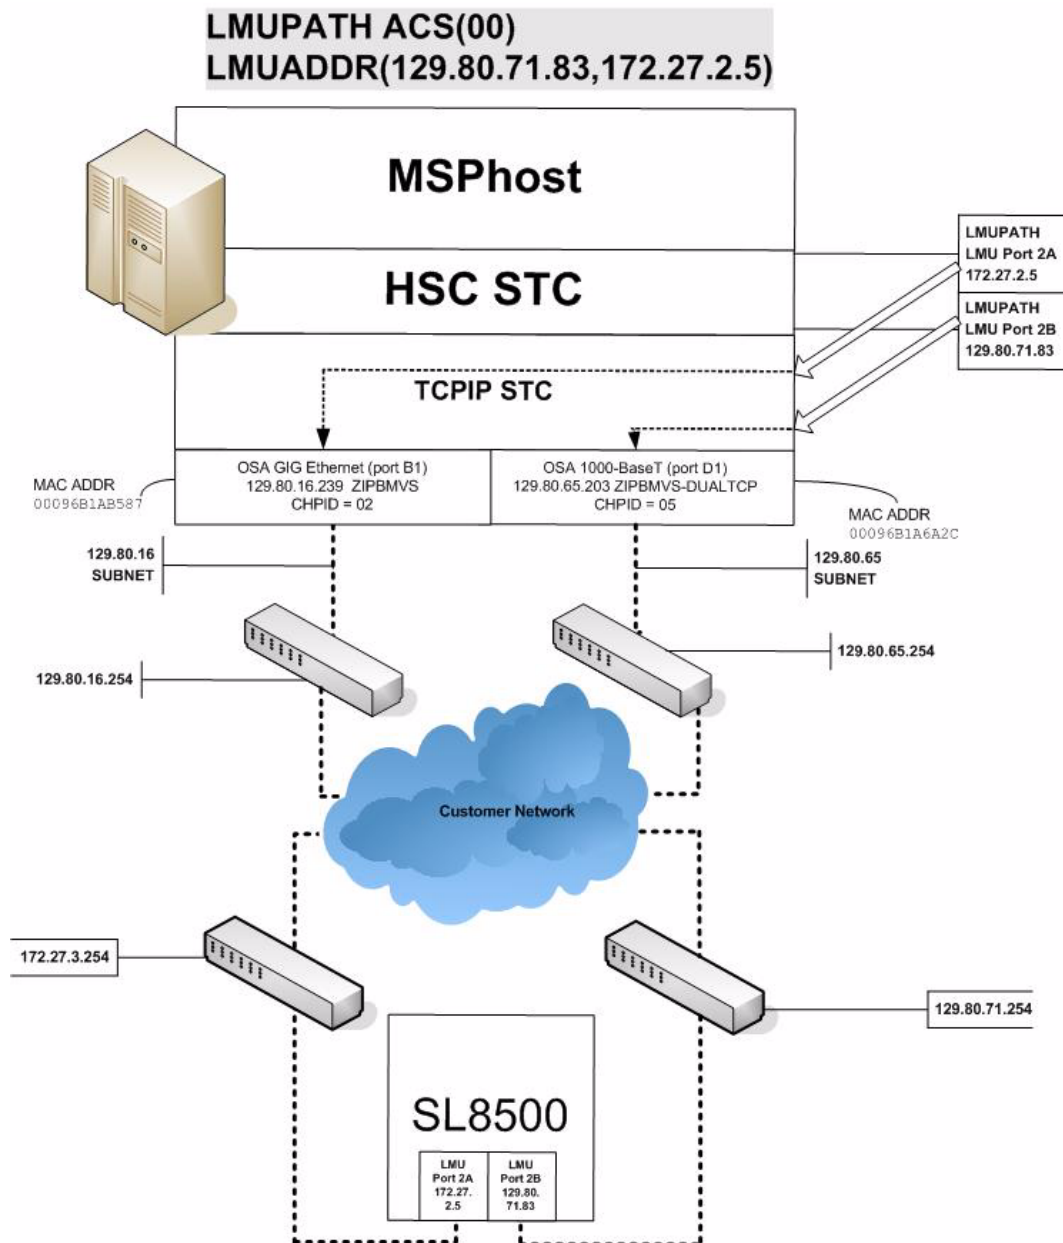 LMUPATH ACS(00)
LMUADDR(129.80.71.83,172.27.2.5)
MSPhost
HSC STC
LMUPATH
LMU Port 2A
172.27.2.5
LMUPATH
LMU Port 2B
129.80.71.83
TCPIP STC
OSA GIG Ethernet (port B1)
129.80.16.239 ZIPBMVS
CHPID = 02
OSA 1000-BaseT (port D1)
129.80.65.203 ZIPBMVS-DUALTCP
CHPID = 05
MAC ADDR
00096B1AB587
MAC ADDR
00096B1A6A2C
129.80.16
SUBNET
129.80.65
SUBNET
129.80.16.254
129.80.65.254
Customer Network
172.27.3.254
129.80.71.254
SL8500
LMU
Port 2A
172.27.
2.5
LMU
Port 2B
129.80.
71.83